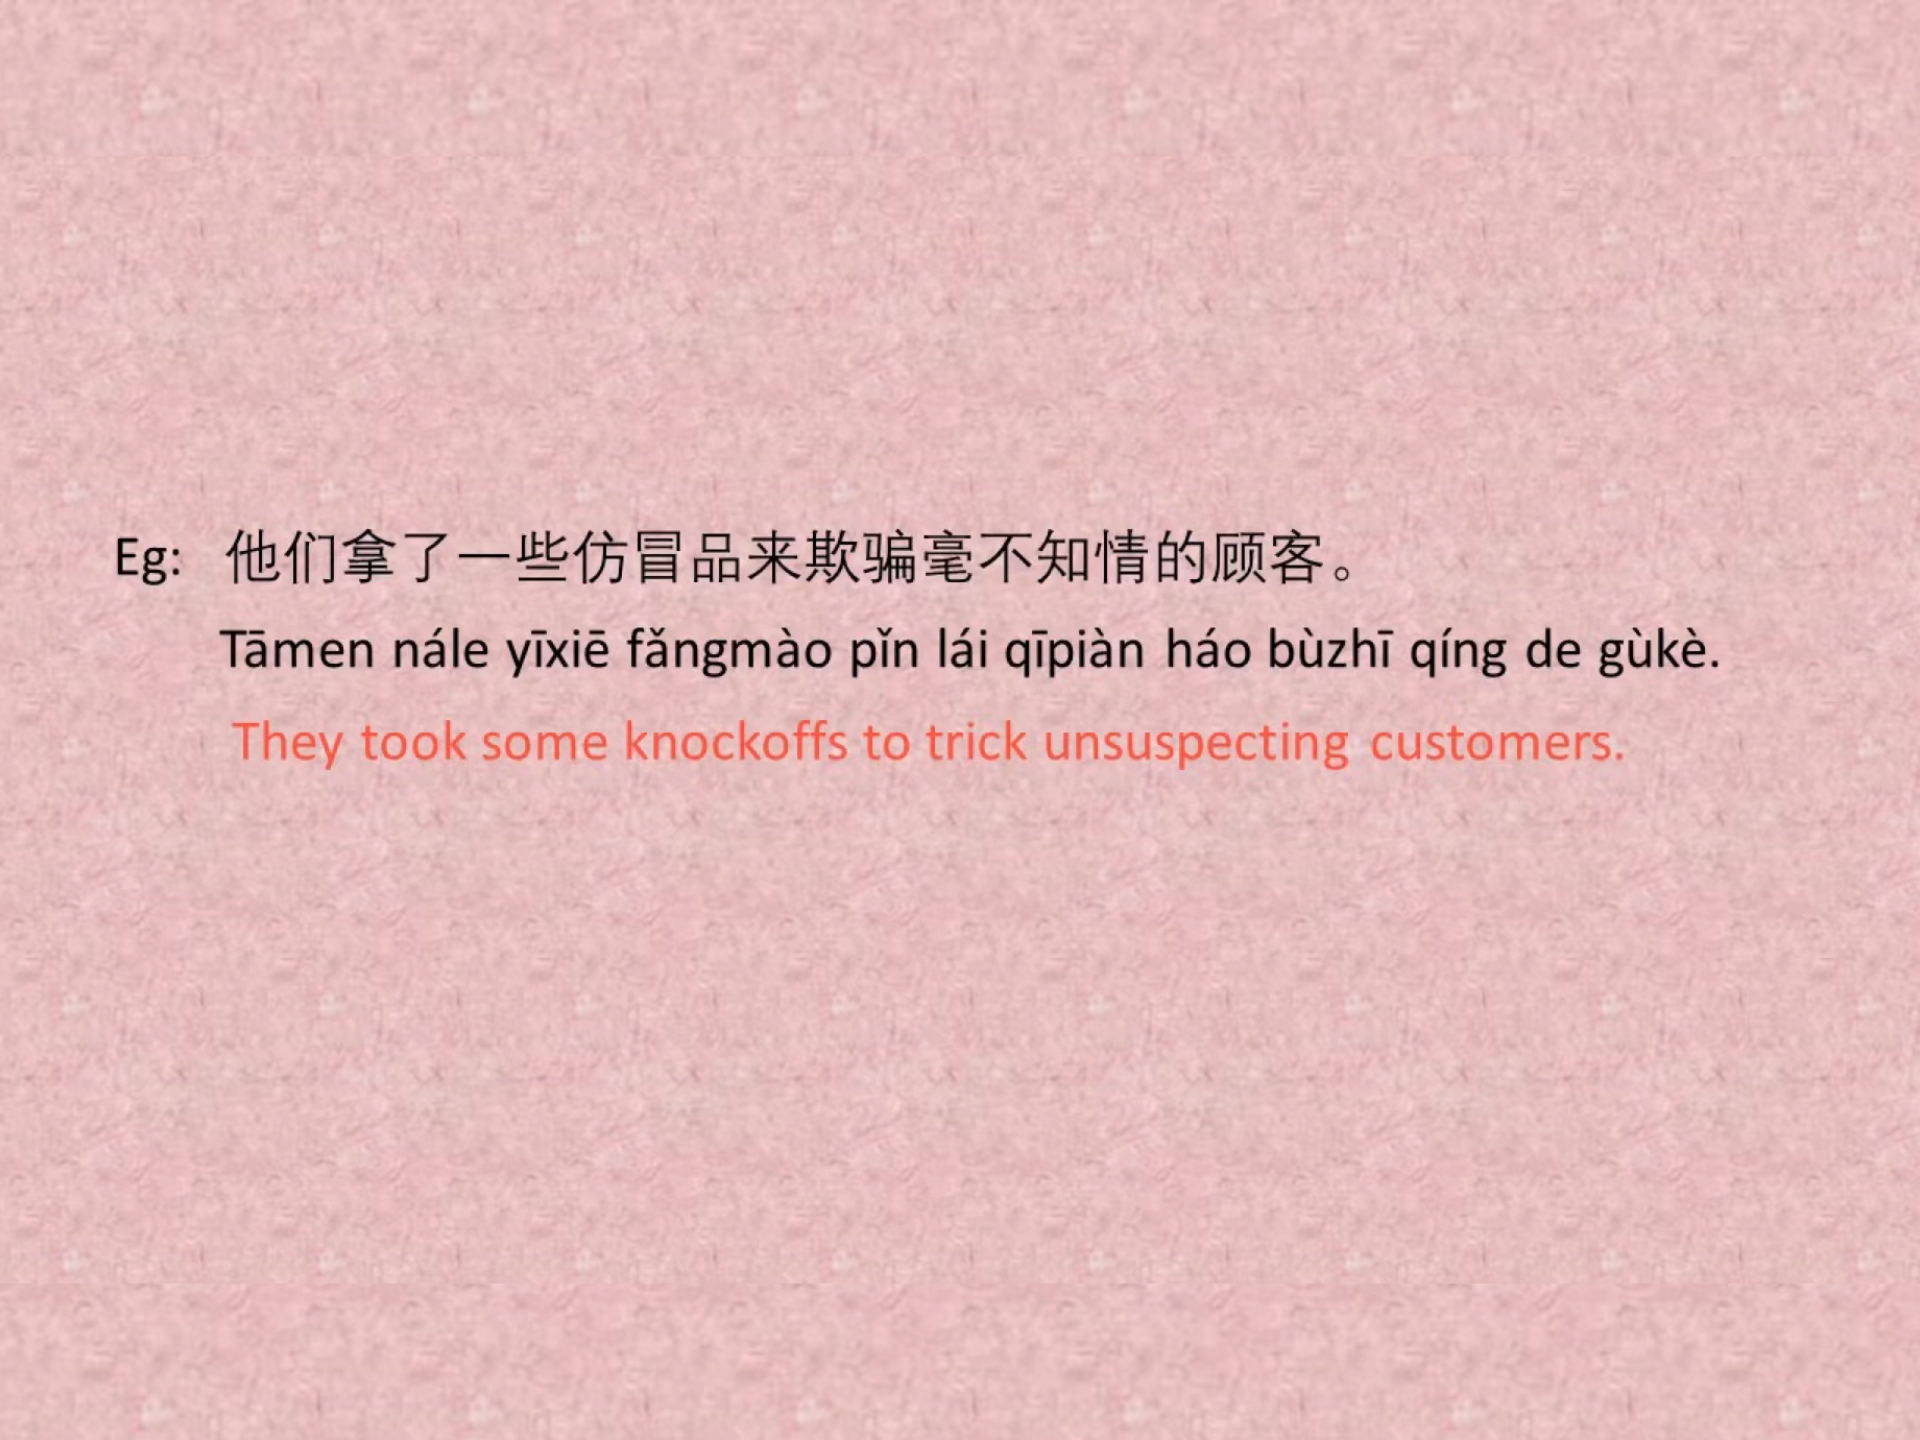 Eg: 他们拿了一些仿冒品来欺骗毫不知情的顾客。
Tāmen nále yīxiē fǎngmào pǐn lái qīpiàn háo bùzhī qíng de gùkè.
They took some knockoffs to trick unsuspecting customers.